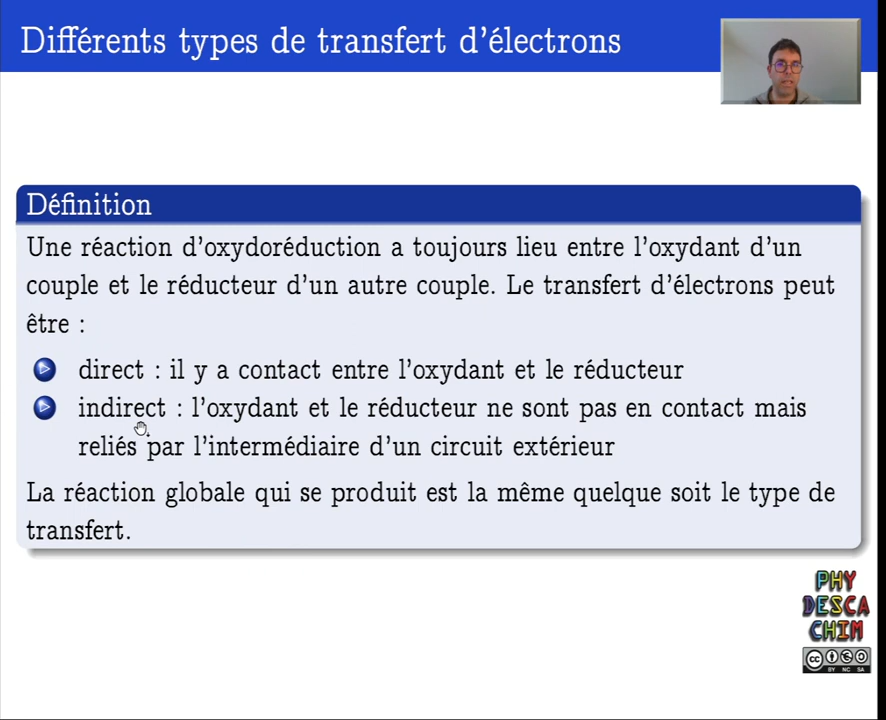 Différents types de transfert d'électrons
Définition
Une réaction d'oxydoréduction a toujours lieu entre l'oxydant d'un
couple et le réducteur d'un autre couple. Le transfert d'électrons peut
être :
direct : il y a contact entre l'oxydant et le réducteur
indirect : l'oxydant et le réducteur ne sont pas en contact mais
reliés par l'intermédiaire d'un circuit extérieur
La réaction globale qui se produit est la même quelque soit le type de
transfert.
PHY
DESCA
CHIM
cc
BY NC SA